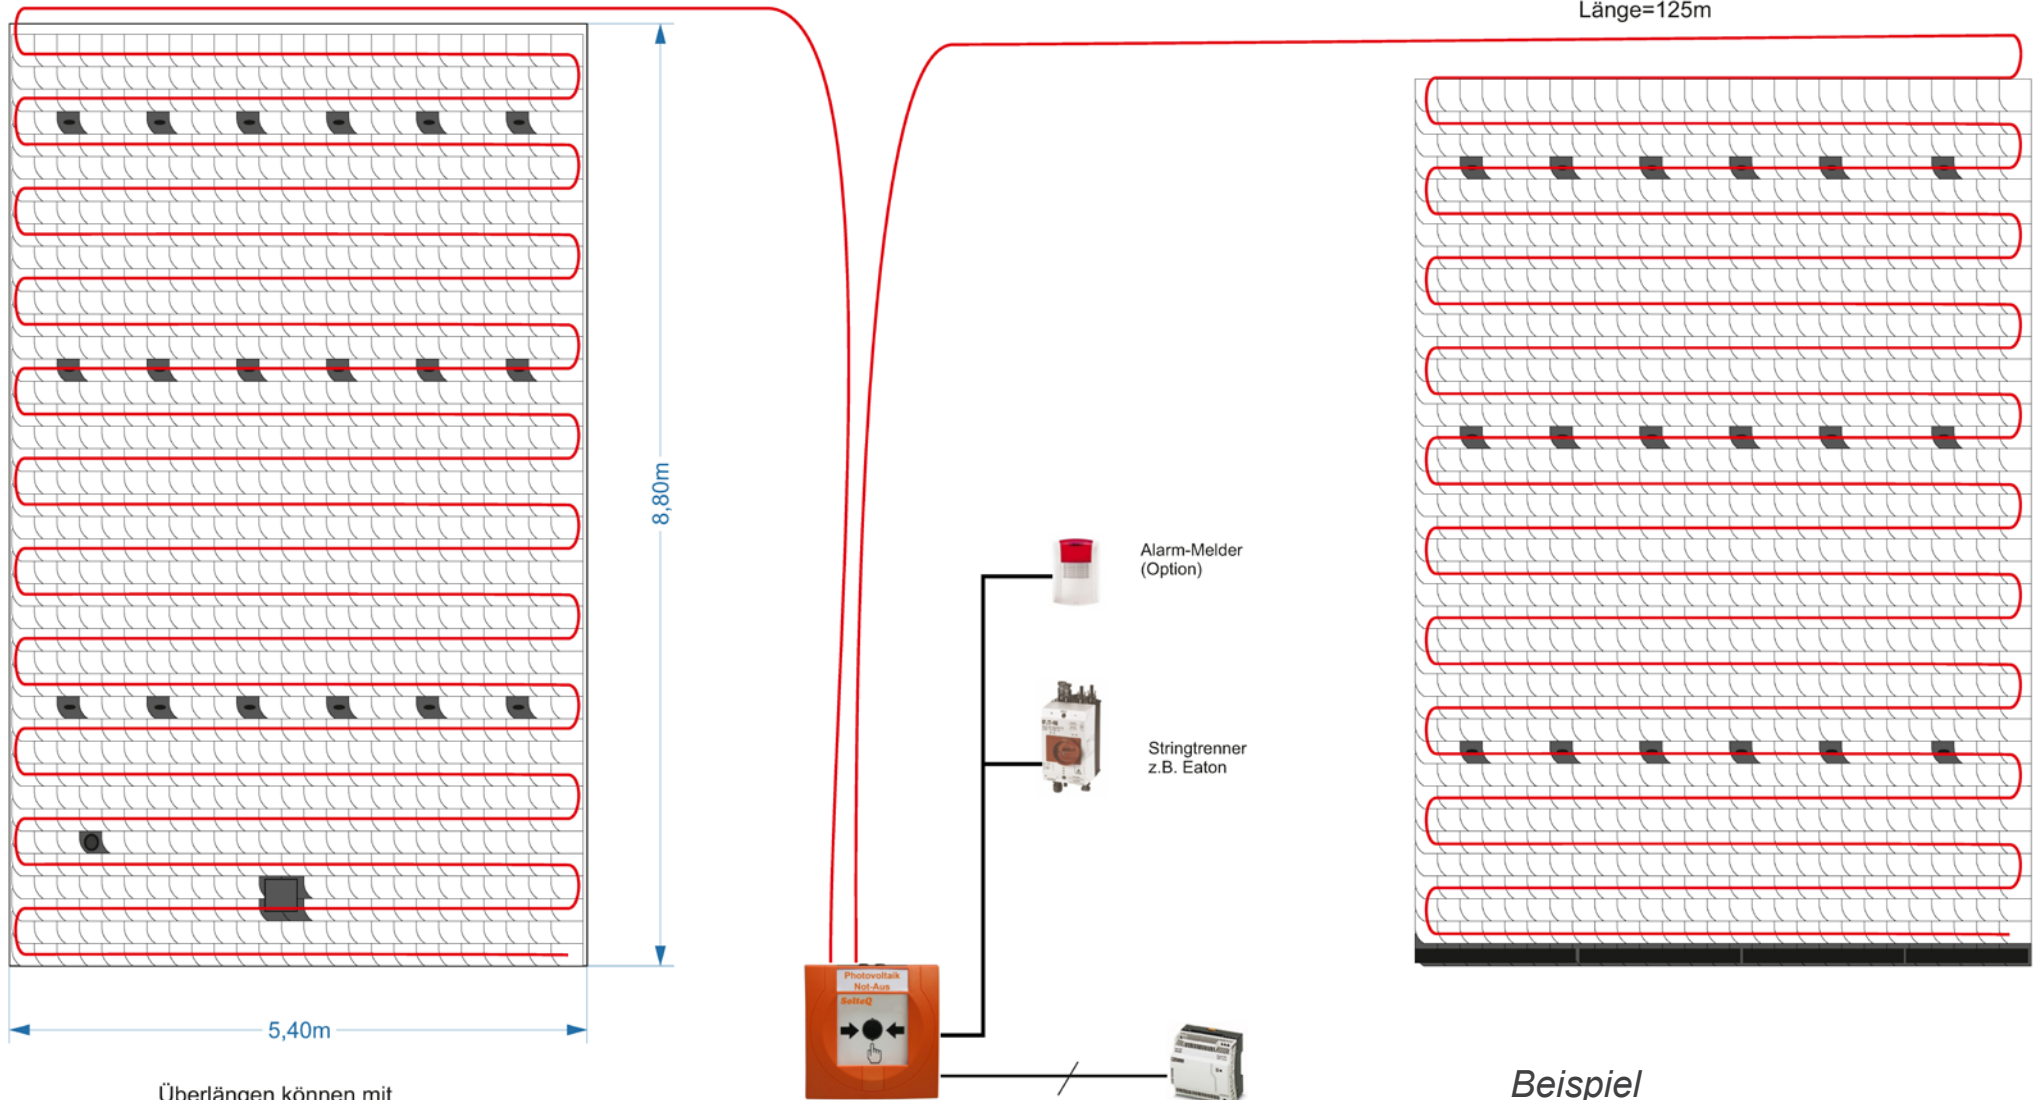 Länge=125m
8,80m
Alarm-Melder
(Option)
Stringtrenner
z.B. Eaton
Photovoltaik
Not-Aus
SolteQ
5,40m
Überlängen können mit
Beispiel